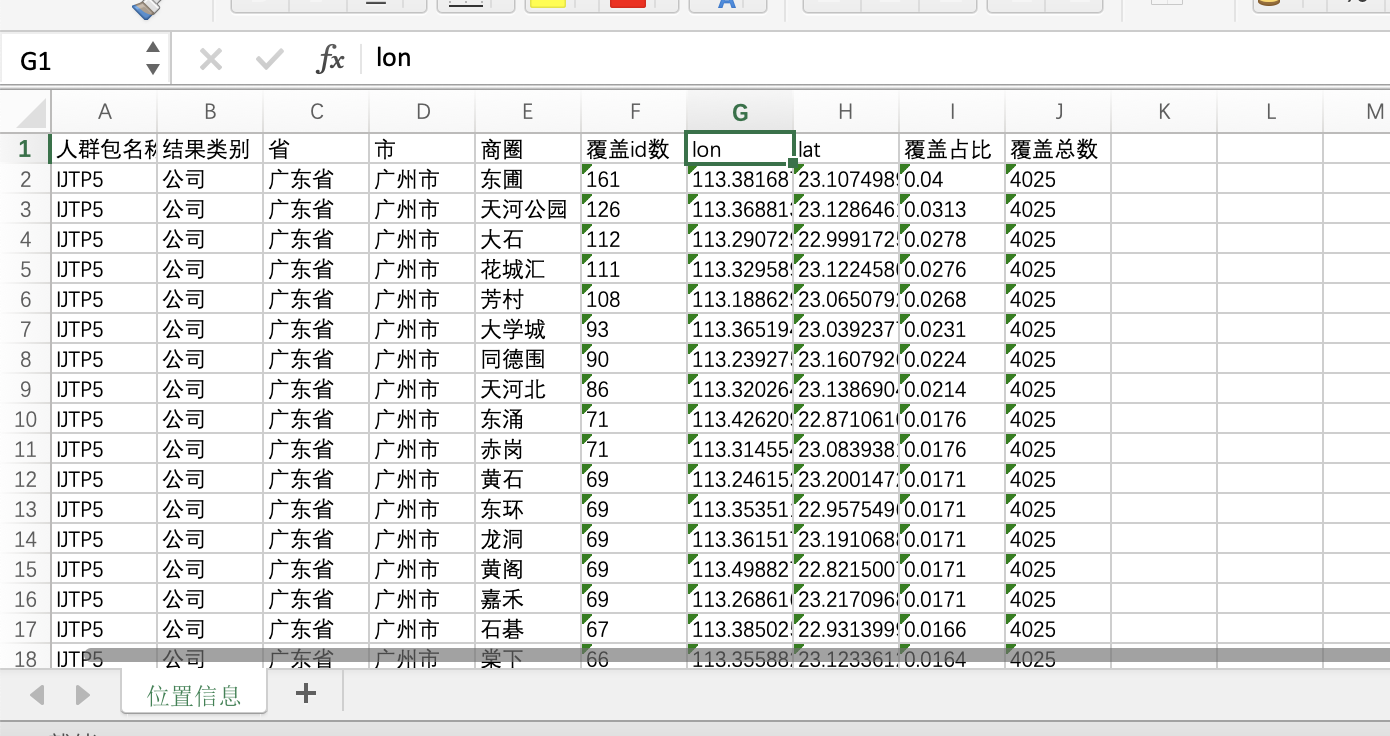 G1 fx lon
A B C D E F G H I J K L M
1 人群包名称 结果类别 省 市 商圈 覆盖id数 lon lat 覆盖占比 覆盖总数
2 IJTP5 公司 广东省 广州市 东圃 161 113.38168 23.107498 0.04 4025
3 IJTP5 公司 广东省 广州市 天河公园 126 113.36881 23.128646 0.0313 4025
4 IJTP5 公司 广东省 广州市 大石 112 113.29072 22.999172 0.0278 4025
5 IJTP5 公司 广东省 广州市 花城汇 111 113.32958 23.122458 0.0276 4025
6 IJTP5 公司 广东省 广州市 芳村 108 113.18862 23.065079 0.0268 4025
7 IJTP5 公司 广东省 广州市 大学城 93 113.36519 23.039237 0.0231 4025
8 IJTP5 公司 广东省 广州市 同德围 90 113.23927 23.160792 0.0224 4025
9 IJTP5 公司 广东省 广州市 天河北 86 113.32026 23.138690 0.0214 4025
10 IJTP5 公司 广东省 广州市 东涌 71 113.42620 22.871061 0.0176 4025
11 IJTP5 公司 广东省 广州市 赤岗 71 113.31455 23.083938 0.0176 4025
12 IJTP5 公司 广东省 广州市 黄石 69 113.24615 23.200147 0.0171 4025
13 IJTP5 公司 广东省 广州市 东环 69 113.35351 22.957549 0.0171 4025
14 IJTP5 公司 广东省 广州市 龙洞 69 113.36151 23.191068 0.0171 4025
15 IJTP5 公司 广东省 广州市 黄阁 69 113.49882 22.821500 0.0171 4025
16 IJTP5 公司 广东省 广州市 嘉禾 69 113.26861 23.217096 0.0171 4025
17 IJTP5 公司 广东省 广州市 石碁 67 113.38502 22.931399 0.0166 4025
18 IJTP5 公司 广东省 广州市 棠下 66 113.35588 23.123361 0.0164 4025
位置信息 +